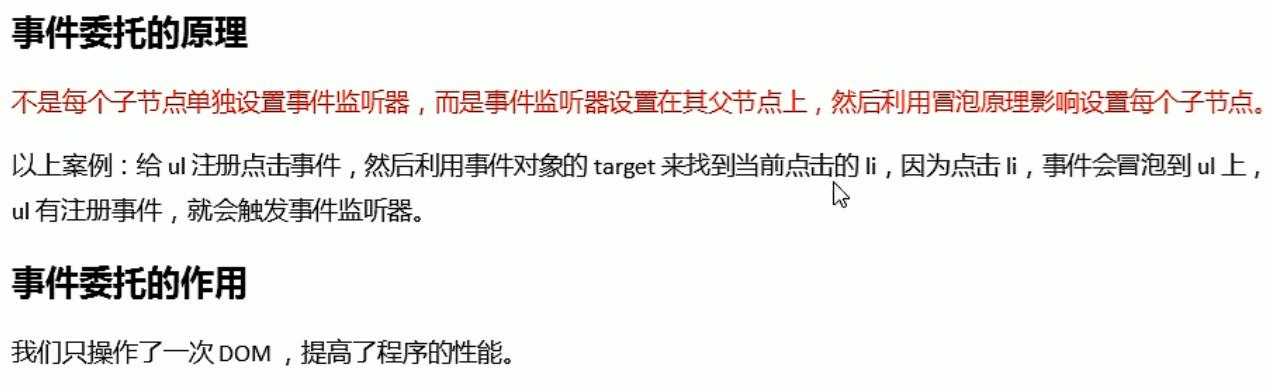 事件委托的原理
不是每个子节点单独设置事件监听器，而是事件监听器设置在其父节点上，然后利用冒泡原理影响设置每个子节点。
以上案例：给 ul 注册点击事件，然后利用事件对象的 target 来找到当前点击的 li，因为点击 li，事件会冒泡到 ul 上，
ul 有注册事件，就会触发事件监听器。
事件委托的作用
我们只操作了一次 DOM ，提高了程序的性能。